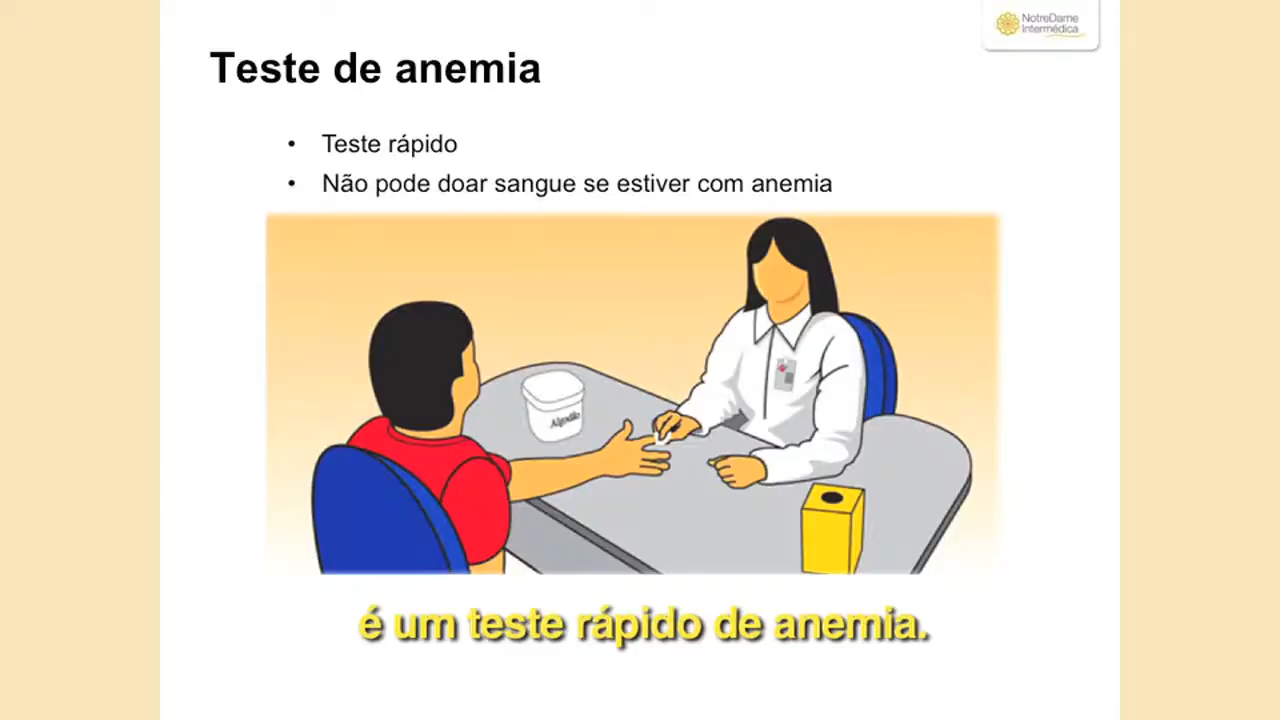 NotreDame
Intermédica
Teste de anemia
• Teste rápido
• Não pode doar sangue se estiver com anemia
Algodão
é um teste rápido de anemia.